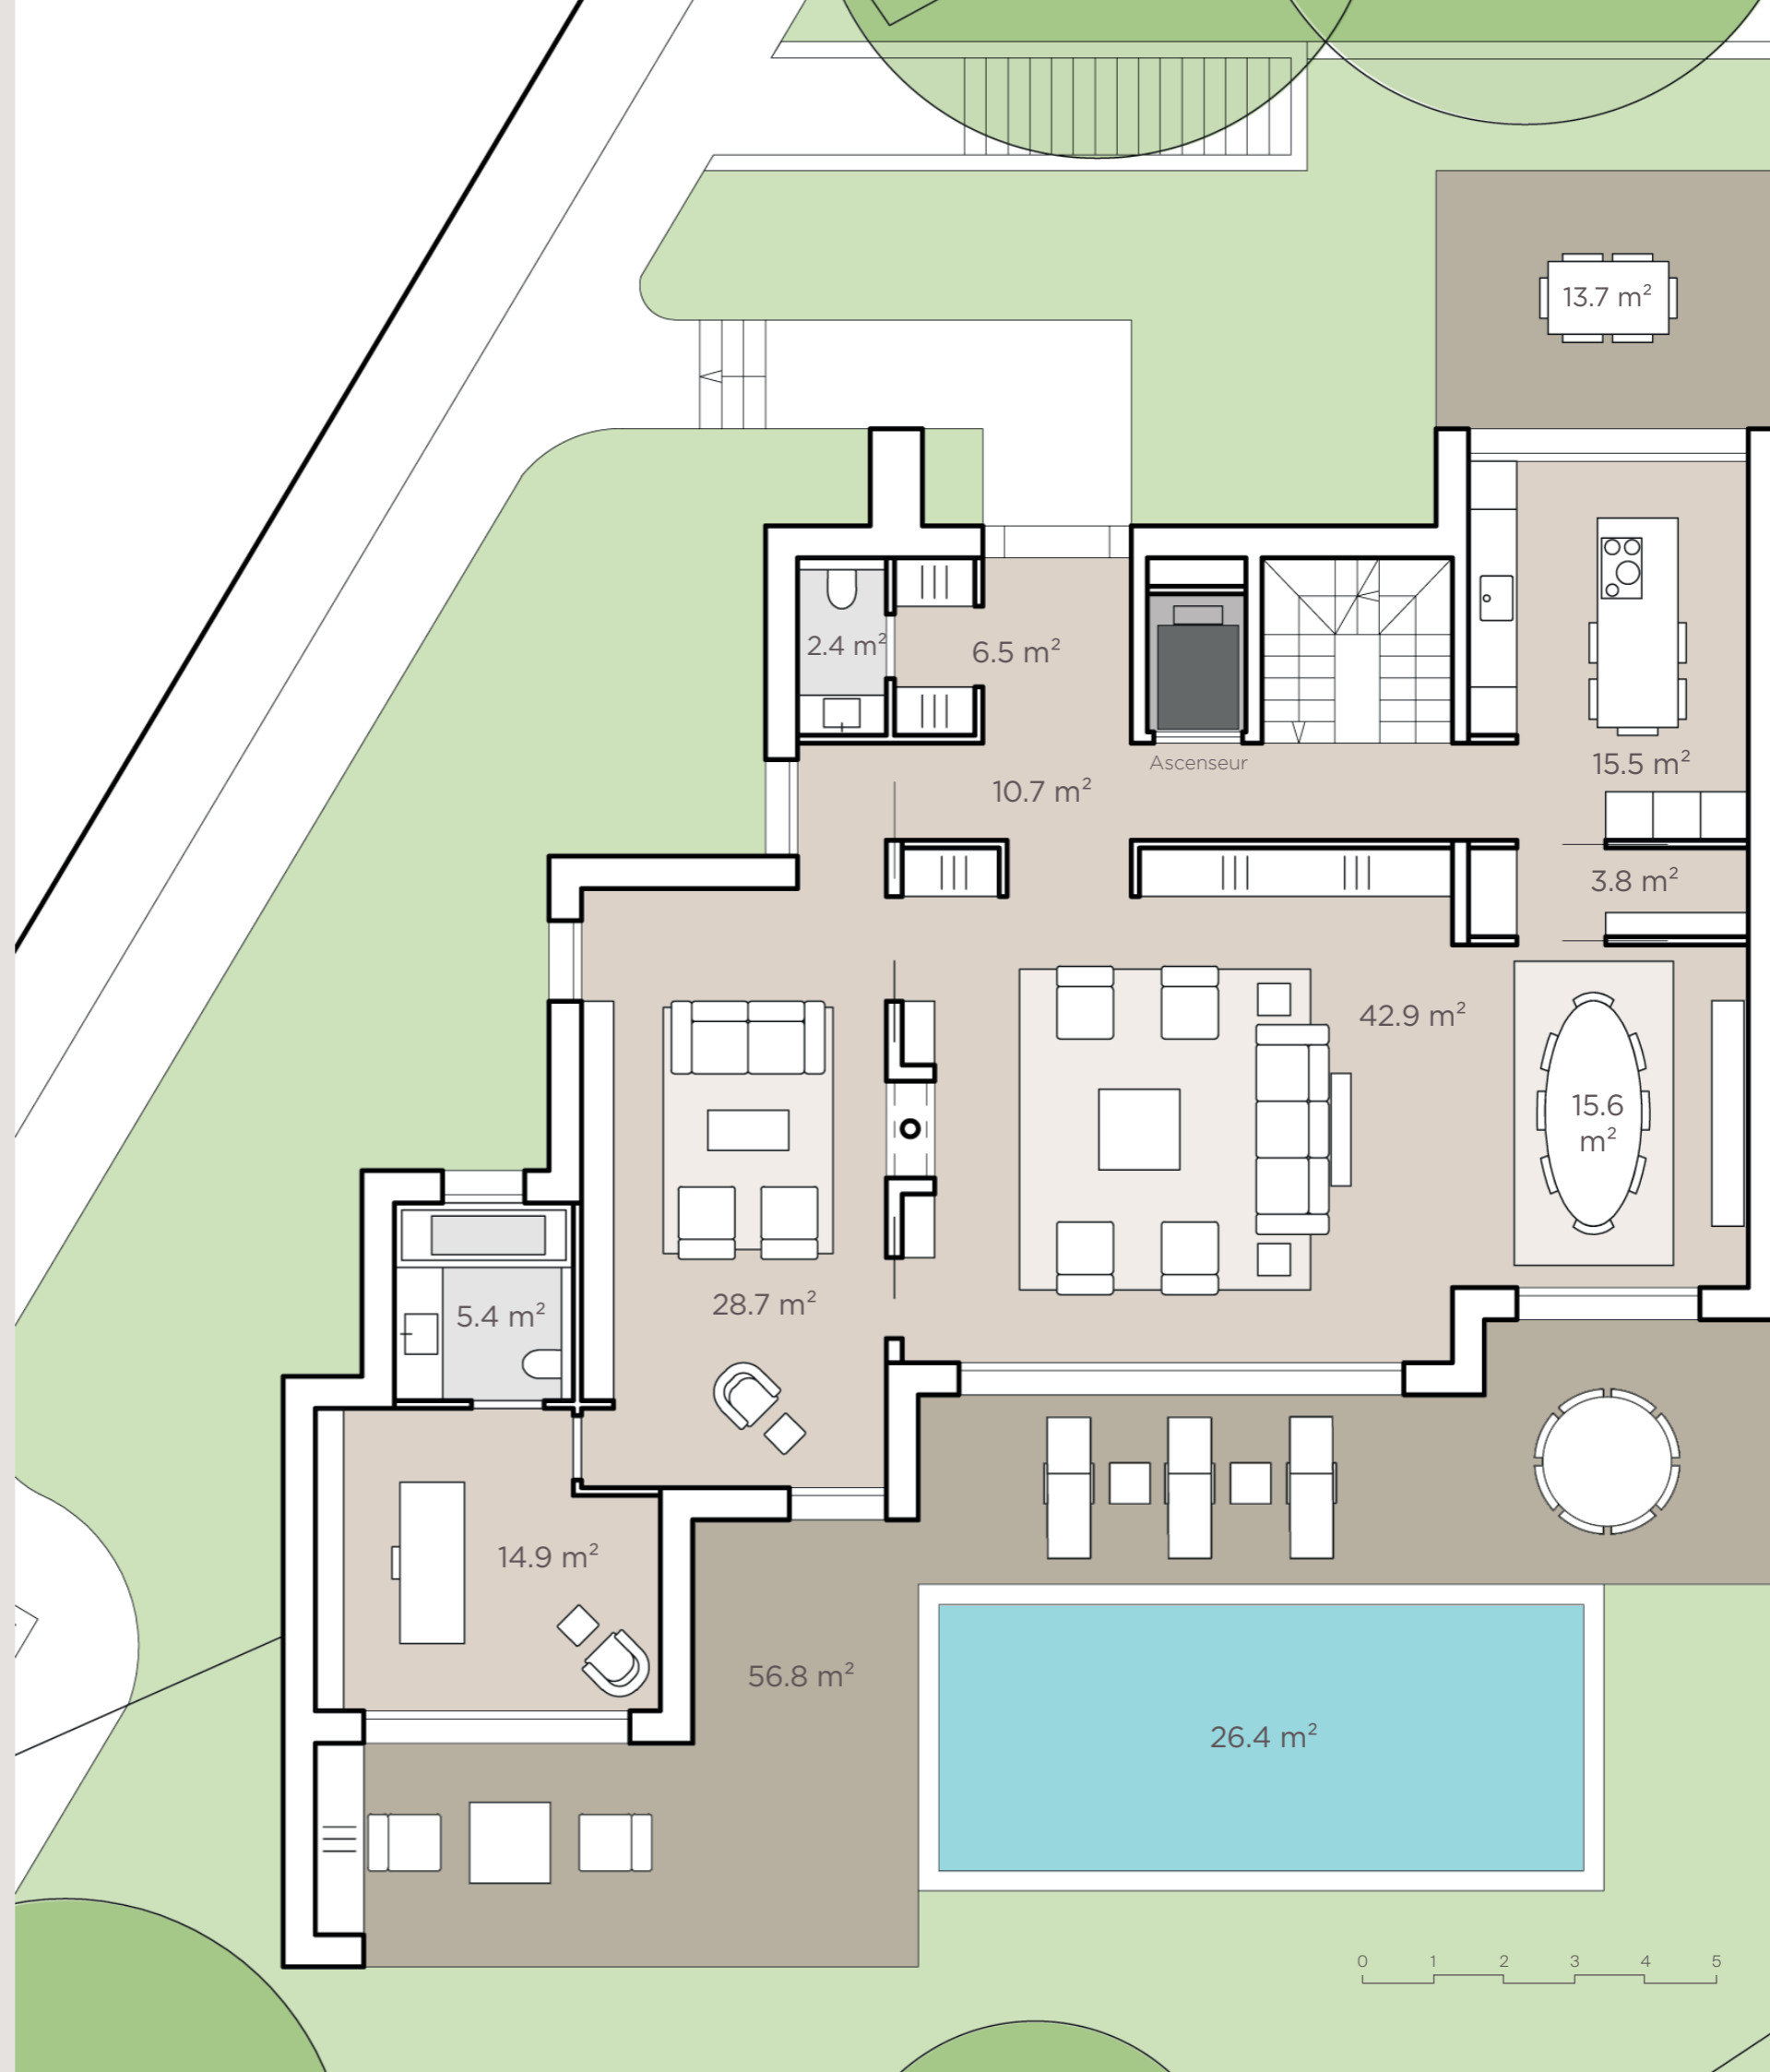 13.7 m²
2.4 m²
6.5 m²
15.5 m²
Ascenseur
10.7 m²
3.8 m²
42.9 m²
15.6
m²
28.7 m²
5.4 m²
14.9 m²
56.8 m²
26.4 m²
0 1 2 3 4 5